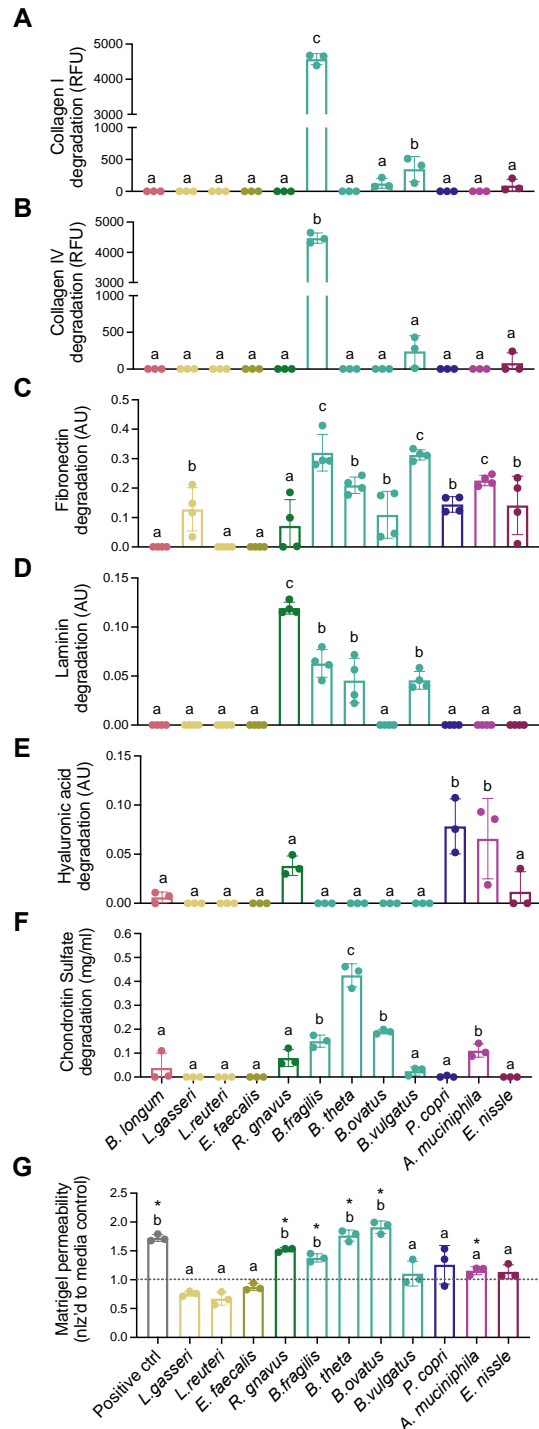 A
Collagen I
degradation (RFU)
5000
4000
3000
1000
500
0
a a a a a c a a b a a a
B
Collagen IV
degradation (RFU)
5000
4000
3000
1000
500
0
a a a a a b a a a a a a
C
Fibronectin
degradation (AU)
0.5
0.4
0.3
0.2
0.1
0.0
a b a a a c b b c b c b
D
Laminin
degradation (AU)
0.15
0.10
0.05
0.00
a a a a c b b a b a a a
E
Hyaluronic acid
degradation (AU)
0.15
0.10
0.05
0.00
a a a a a a a a a b b a
F
Chondroitin Sulfate
degradation (mg/ml)
0.6
0.5
0.4
0.3
0.2
0.1
0.0
a a a a a b c b a a b a
B. longum
L.gasseri
L.reuteri
E. faecalis
R. gnavus
B.fragilis
B. theta
B.ovatus
B.vulgatus
P. copri
A. muciniphila
E. nissle
G
Matrigel permeability
(nlz'd to media control)
2.5
2.0
1.5
1.0
0.5
0.0
* * * * * *
b a a a b b b b a a a a
Positive ctrl
L.gasseri
L.reuteri
E. faecalis
R. gnavus
B.fragilis
B. theta
B.ovatus
B.vulgatus
P. copri
A. muciniphila
E. nissle